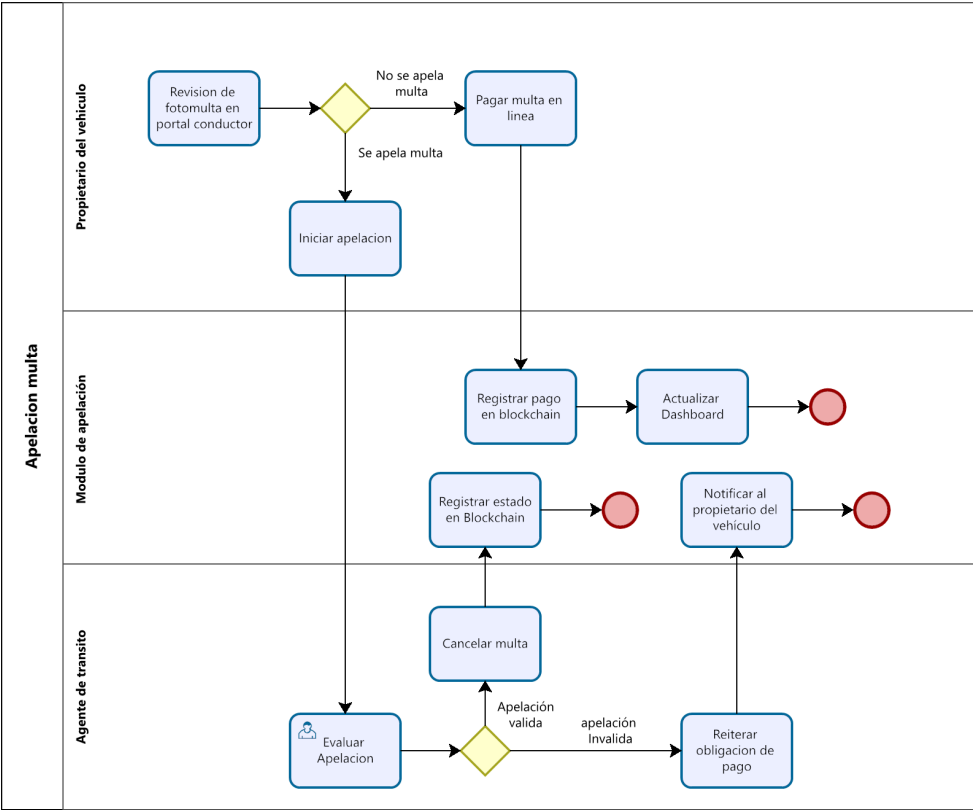 Apelacion multa
Propietario del vehiculo
Revision de
fotomulta en
portal conductor
No se apela
multa
Pagar multa en
linea
Se apela multa
Iniciar apelacion
Modulo de apelación
Registrar pago
en blockchain
Actualizar
Dashboard
Registrar estado
en Blockchain
Notificar al
propietario del
vehículo
Agente de transito
Cancelar multa
Apelación
valida
apelación
Invalida
Evaluar
Apelacion
Reiterar
obligacion de
pago